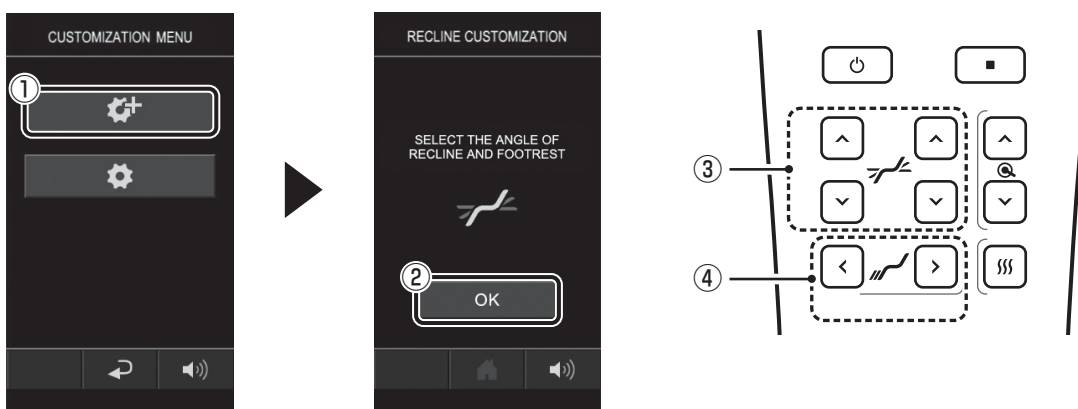 CUSTOMIZATION MENU
①
RECLINE CUSTOMIZATION
SELECT THE ANGLE OF
RECLINE AND FOOTREST
②
OK
③
④